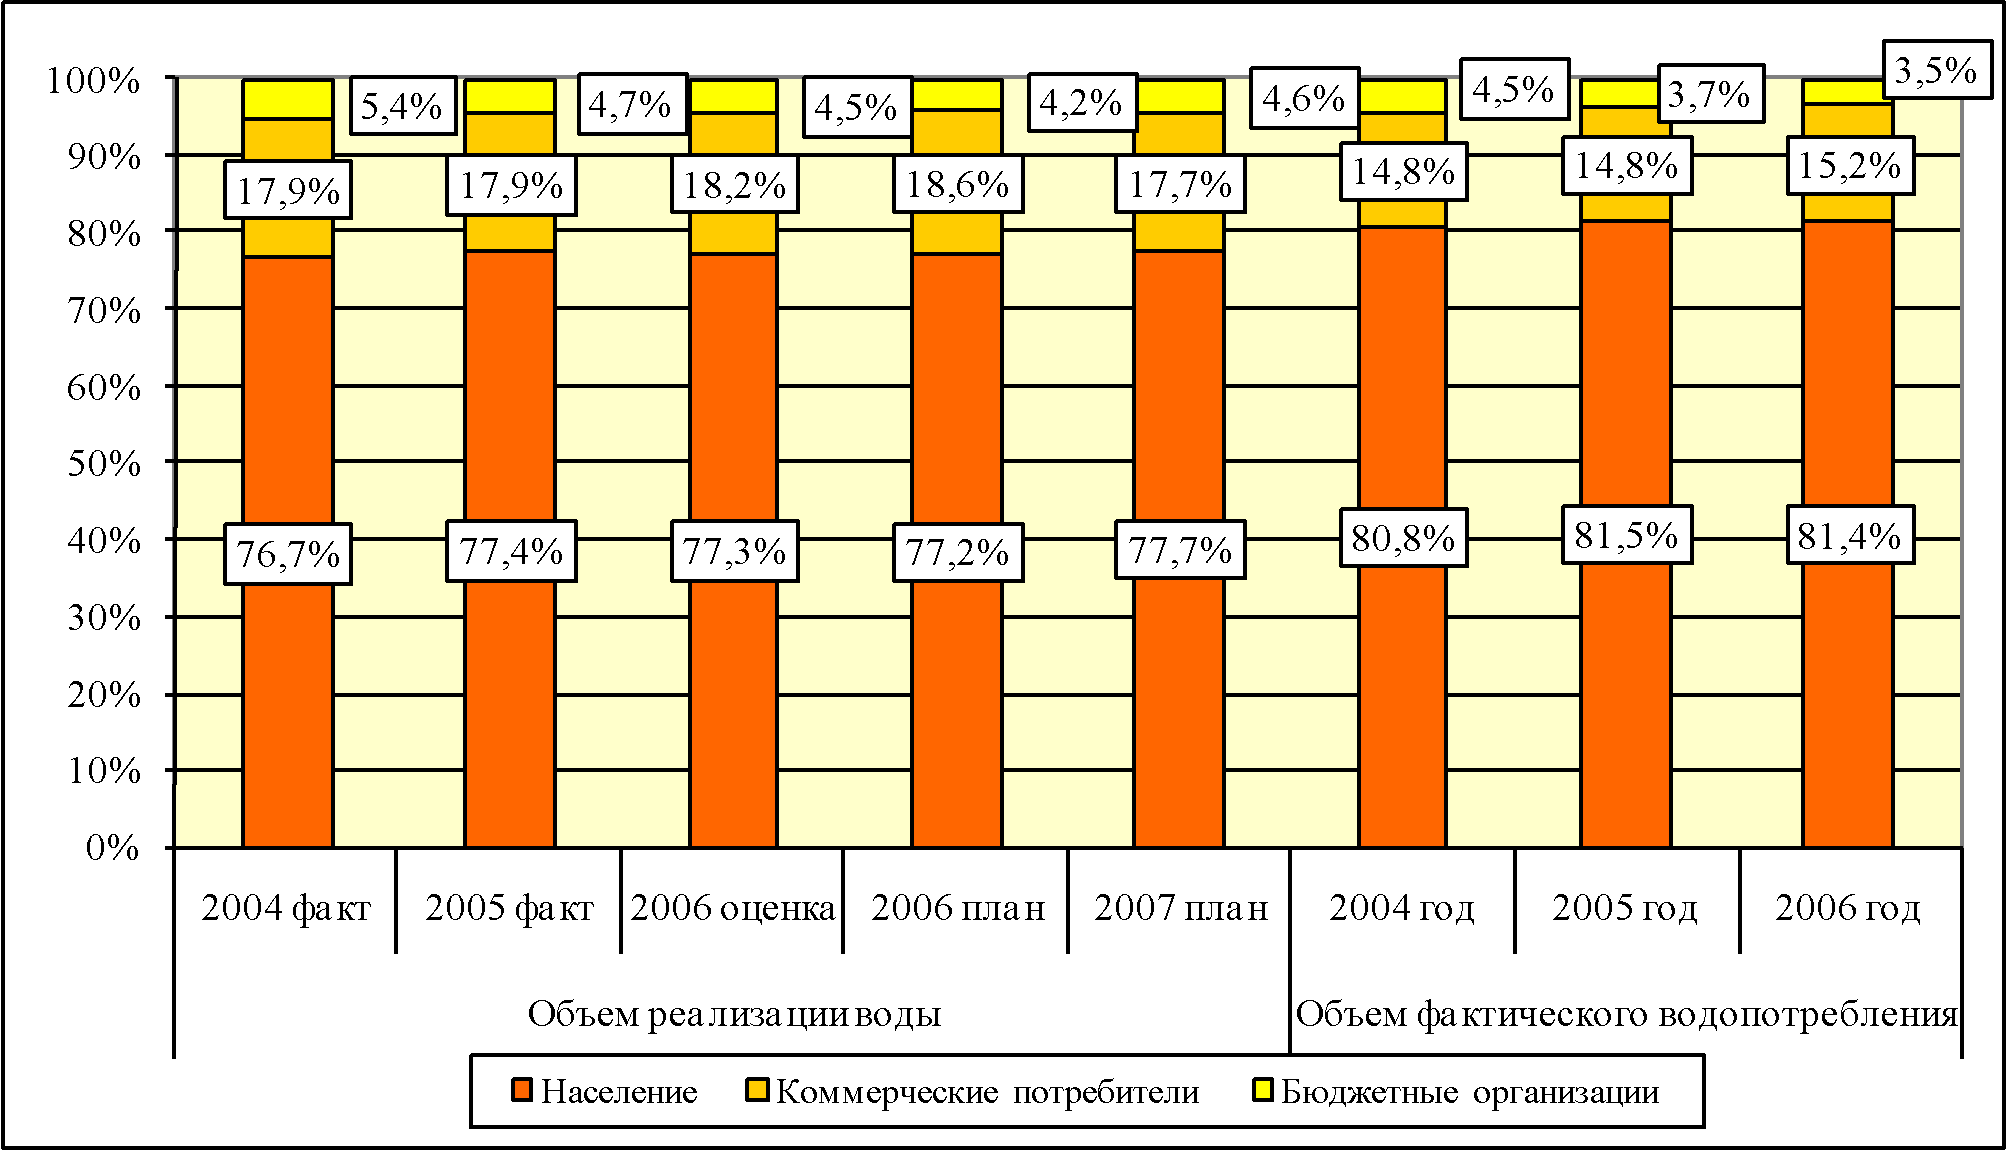 100%
90%
80%
70%
60%
50%
40%
30%
20%
10%
0%
5,4% 4,7% 4,5% 4,2% 4,6% 4,5% 3,7% 3,5%
17,9% 17,9% 18,2% 18,6% 17,7% 14,8% 14,8% 15,2%
76,7% 77,4% 77,3% 77,2% 77,7% 80,8% 81,5% 81,4%
2004 факт 2005 факт 2006 оценка 2006 план 2007 план 2004 год 2005 год 2006 год
Объем реализации воды Объем фактического водопотребления
Население Коммерческие потребители Бюджетные организации